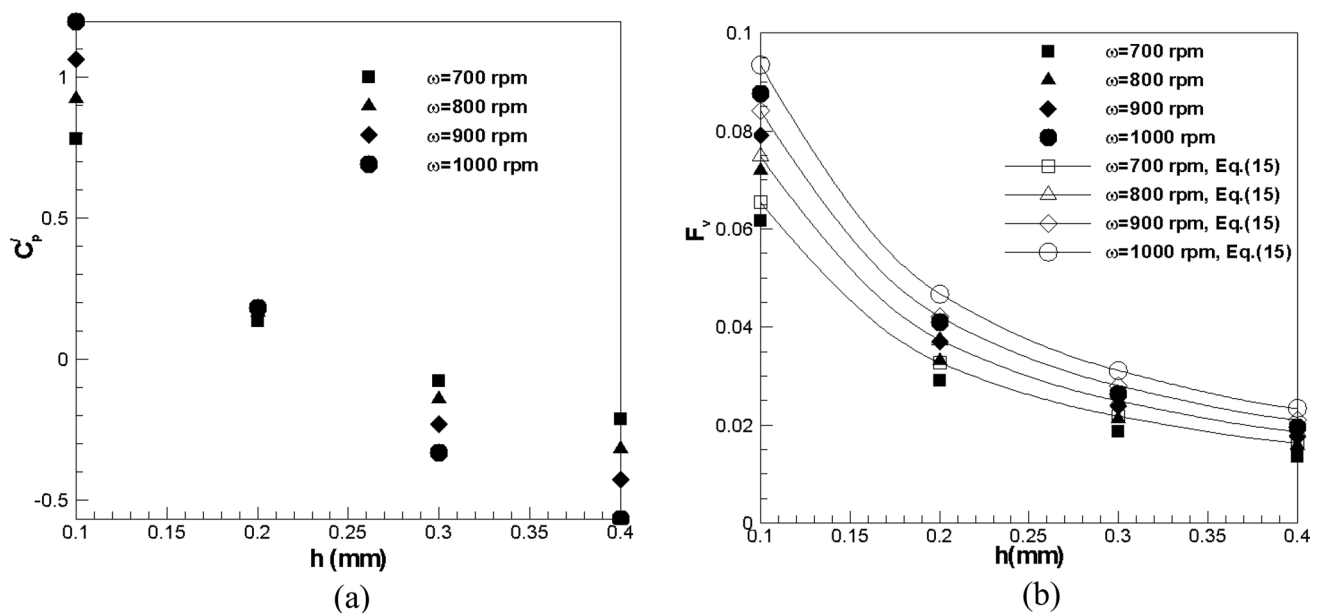 (a)
C'p
1
0.5
0
-0.5
0.1
0.15
0.2
0.25
0.3
0.35
0.4
h (mm)
ω=700 rpm
ω=800 rpm
ω=900 rpm
ω=1000 rpm
(a)
(b)
Fv
0.1
0.08
0.06
0.04
0.02
0
0.1
0.15
0.2
0.25
0.3
0.35
0.4
h(mm)
ω=700 rpm
ω=800 rpm
ω=900 rpm
ω=1000 rpm
ω=700 rpm, Eq.(15)
ω=800 rpm, Eq.(15)
ω=900 rpm, Eq.(15)
ω=1000 rpm, Eq.(15)
(b)